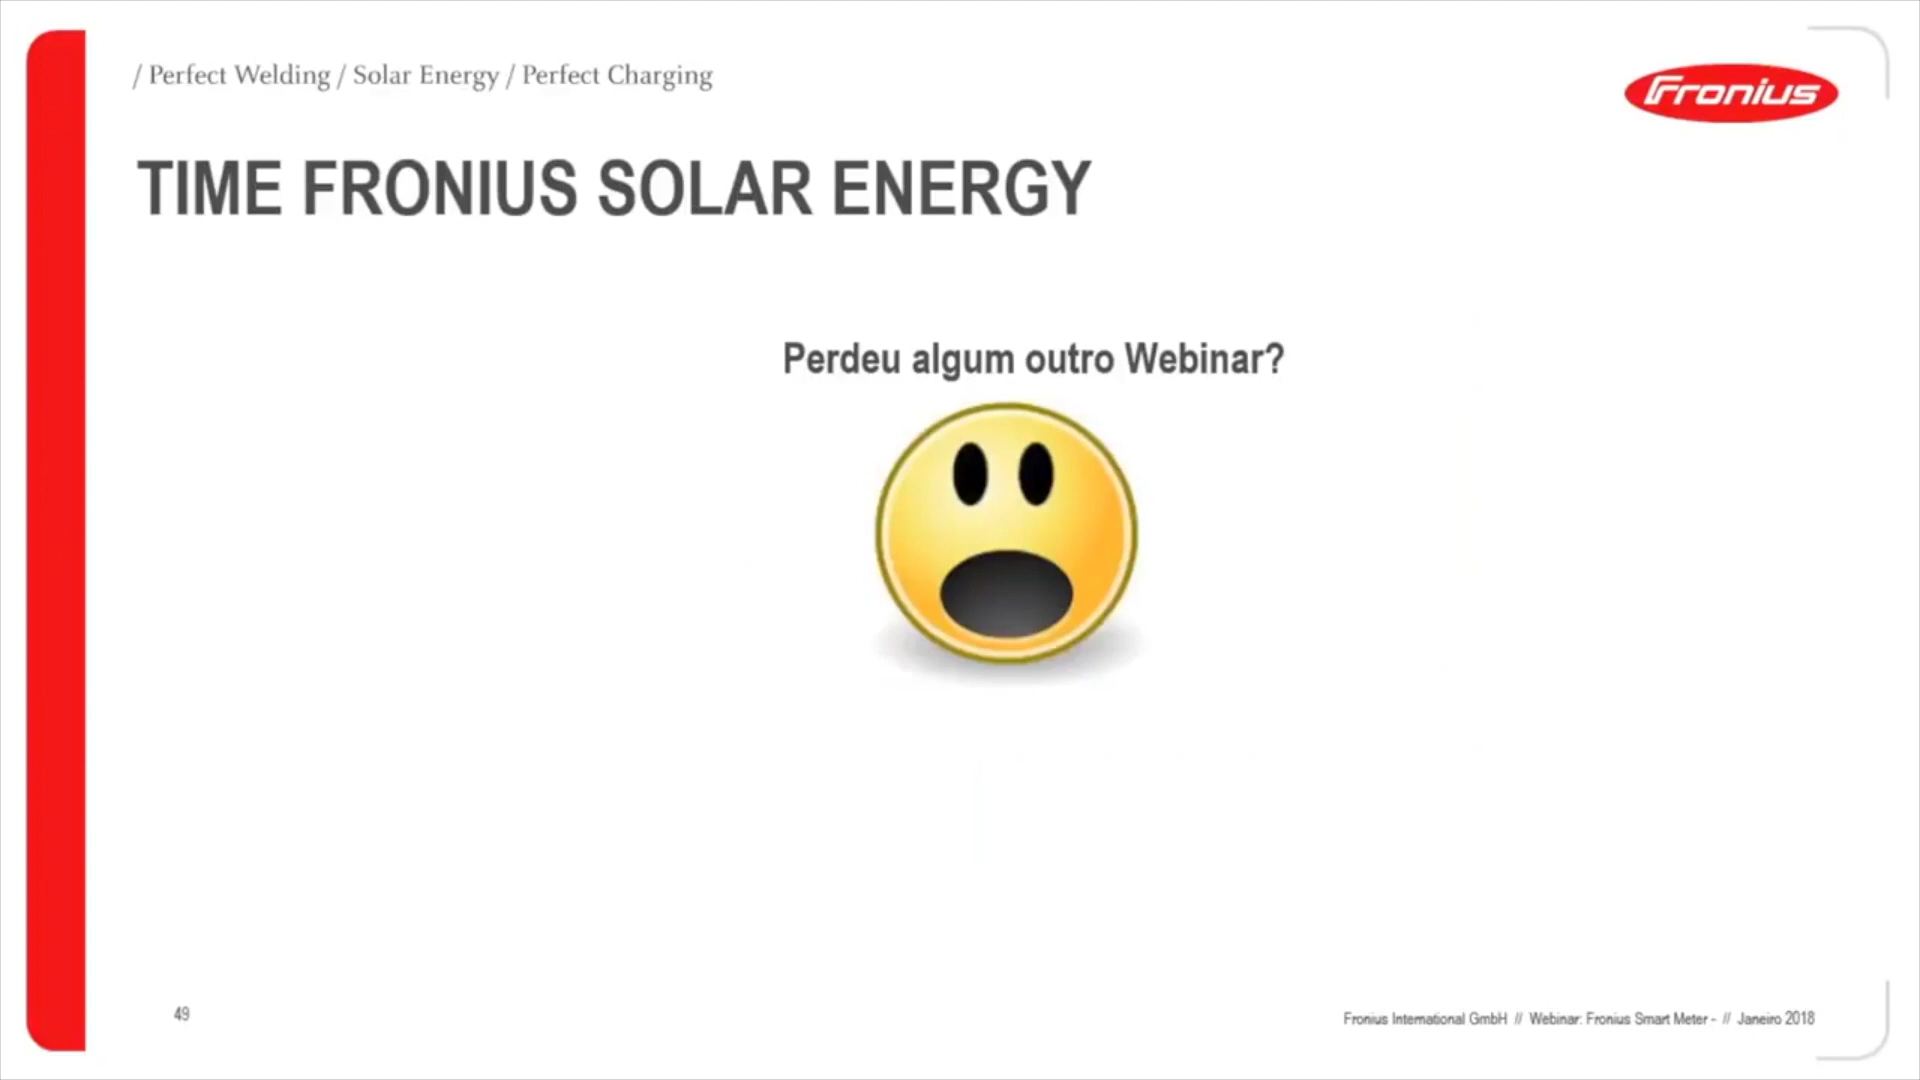 / Perfect Welding / Solar Energy / Perfect Charging
Fronius
TIME FRONIUS SOLAR ENERGY
Perdeu algum outro Webinar?
49
Fronius International GmbH // Webinar: Fronius Smart Meter - // Janeiro 2018